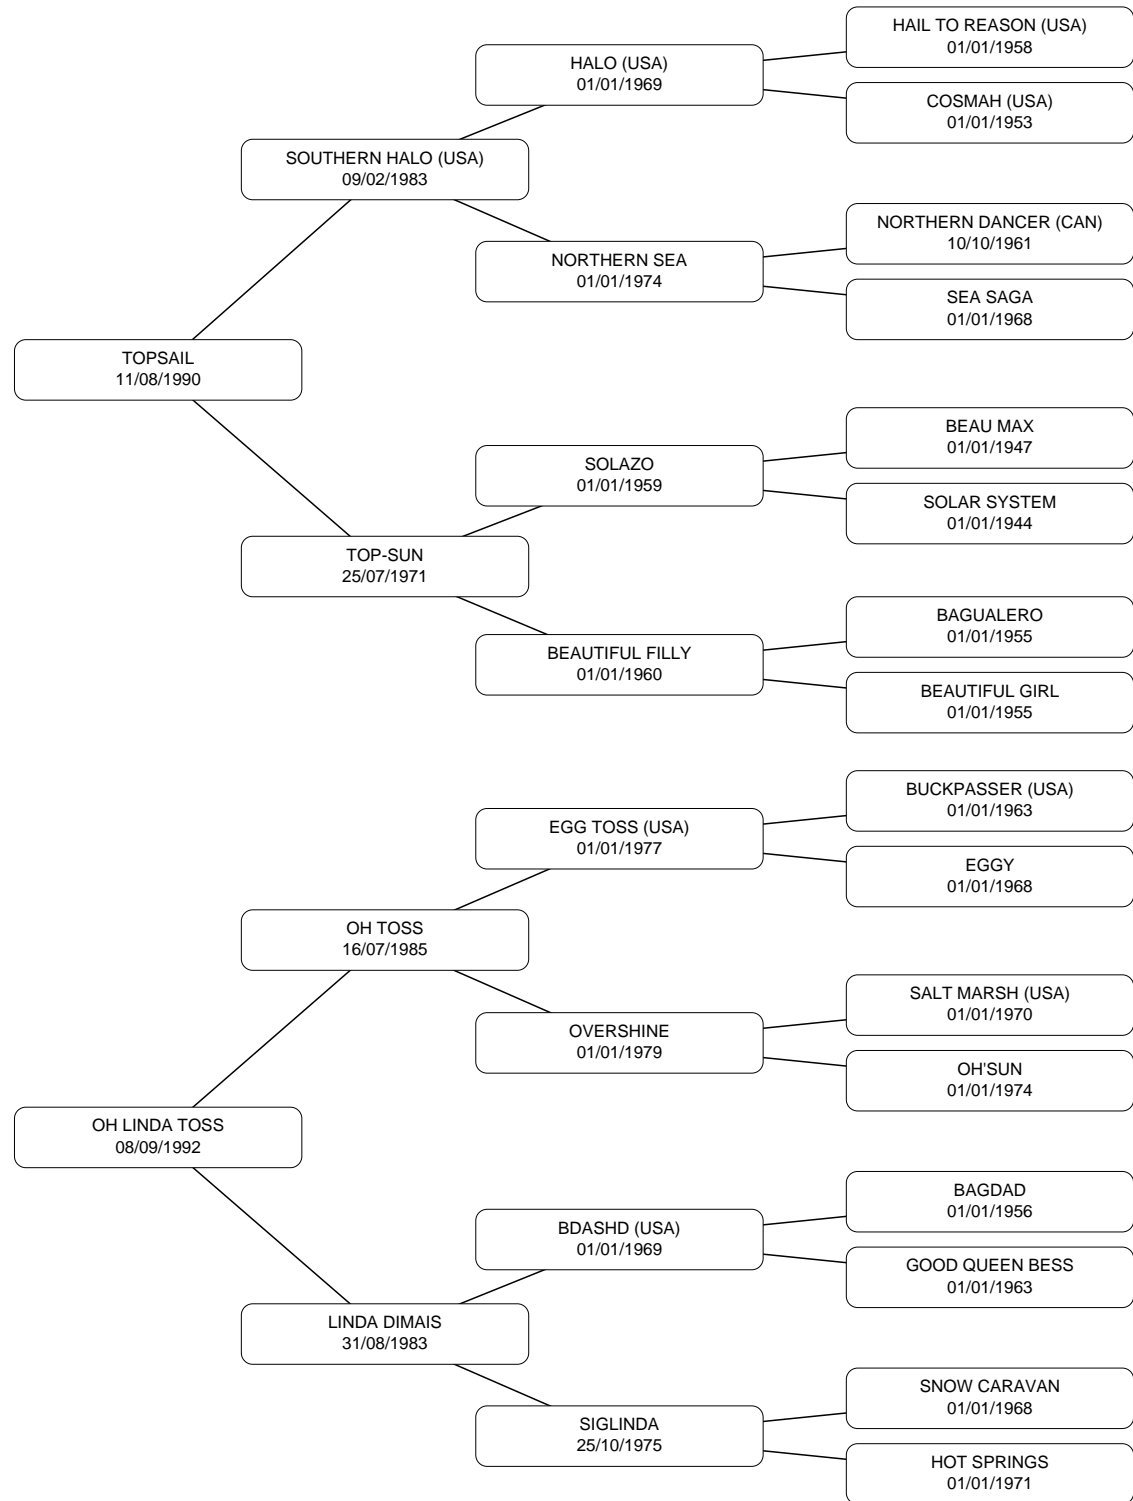 HAIL TO REASON (USA)
01/01/1958
HALO (USA)
01/01/1969
COSMAH (USA)
01/01/1953
SOUTHERN HALO (USA)
09/02/1983
NORTHERN DANCER (CAN)
10/10/1961
NORTHERN SEA
01/01/1974
SEA SAGA
01/01/1968
TOPSAIL
11/08/1990
BEAU MAX
01/01/1947
SOLAZO
01/01/1959
SOLAR SYSTEM
01/01/1944
TOP-SUN
25/07/1971
BAGUALERO
01/01/1955
BEAUTIFUL FILLY
01/01/1960
BEAUTIFUL GIRL
01/01/1955
BUCKPASSER (USA)
01/01/1963
EGG TOSS (USA)
01/01/1977
EGGY
01/01/1968
OH TOSS
16/07/1985
SALT MARSH (USA)
01/01/1970
OVERSHINE
01/01/1979
OH'SUN
01/01/1974
OH LINDA TOSS
08/09/1992
BAGDAD
01/01/1956
BDASHD (USA)
01/01/1969
GOOD QUEEN BESS
01/01/1963
LINDA DIMAIS
31/08/1983
SNOW CARAVAN
01/01/1968
SIGLINDA
25/10/1975
HOT SPRINGS
01/01/1971